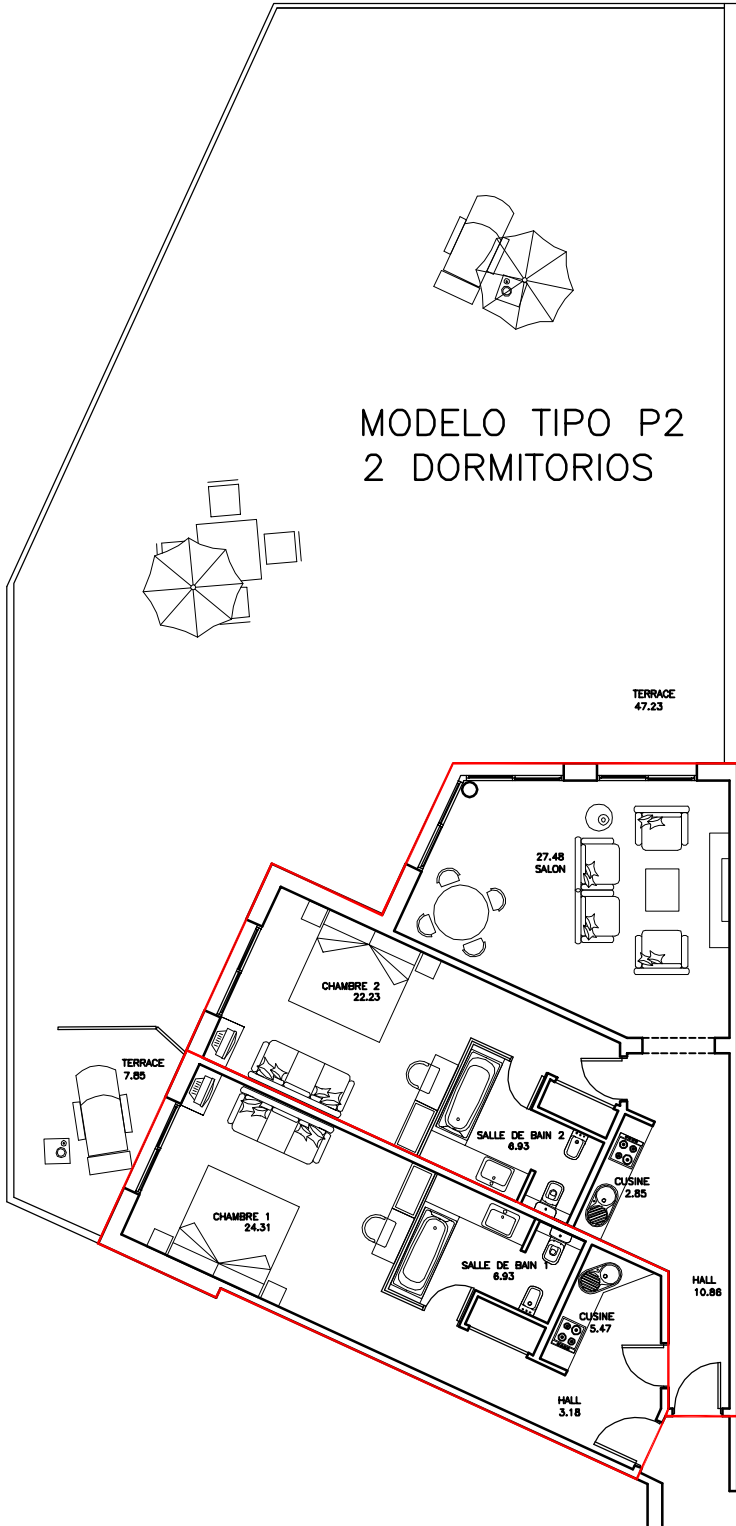 MODELO TIPO P2
2 DORMITORIOS
TERRACE
47.23
27.48
SALON
CHAMBRE 2
22.23
TERRACE
7.85
SALLE DE BAIN 2
6.93
CUSINE
2.85
CHAMBRE 1
24.31
SALLE DE BAIN 1
6.93
HALL
10.86
CUSINE
5.47
HALL
3.18